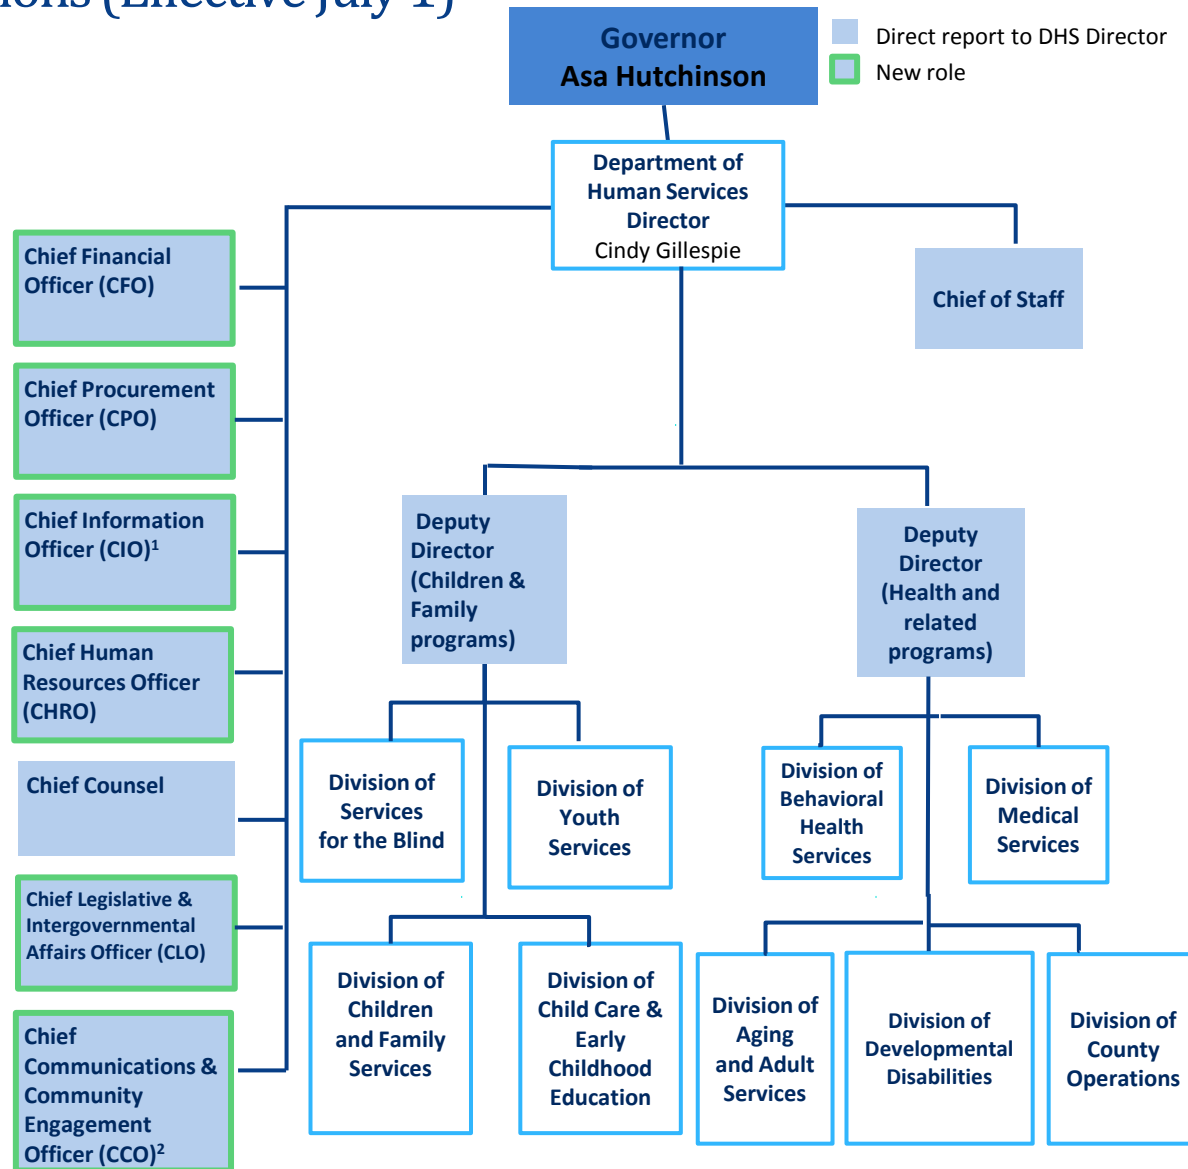 ions (Effective July 1)
Governor
Asa Hutchinson
Direct report to DHS Director
New role
Department of
Human Services
Director
Cindy Gillespie
Chief of Staff
Chief Financial
Officer (CFO)
Chief Procurement
Officer (CPO)
Chief Information
Officer (CIO)¹
Chief Human
Resources Officer
(CHRO)
Chief Counsel
Chief Legislative &
Intergovernmental
Affairs Officer (CLO)
Chief
Communications &
Community
Engagement
Officer (CCO)²
Deputy
Director
(Children &
Family
programs)
Deputy
Director
(Health and
related
programs)
Division of
Services
for the Blind
Division of
Youth
Services
Division of
Behavioral
Health
Services
Division of
Medical
Services
Division of
Children
and Family
Services
Division of
Child Care &
Early
Childhood
Education
Division of
Aging
and Adult
Services
Division of
Developmental
Disabilities
Division of
County
Operations